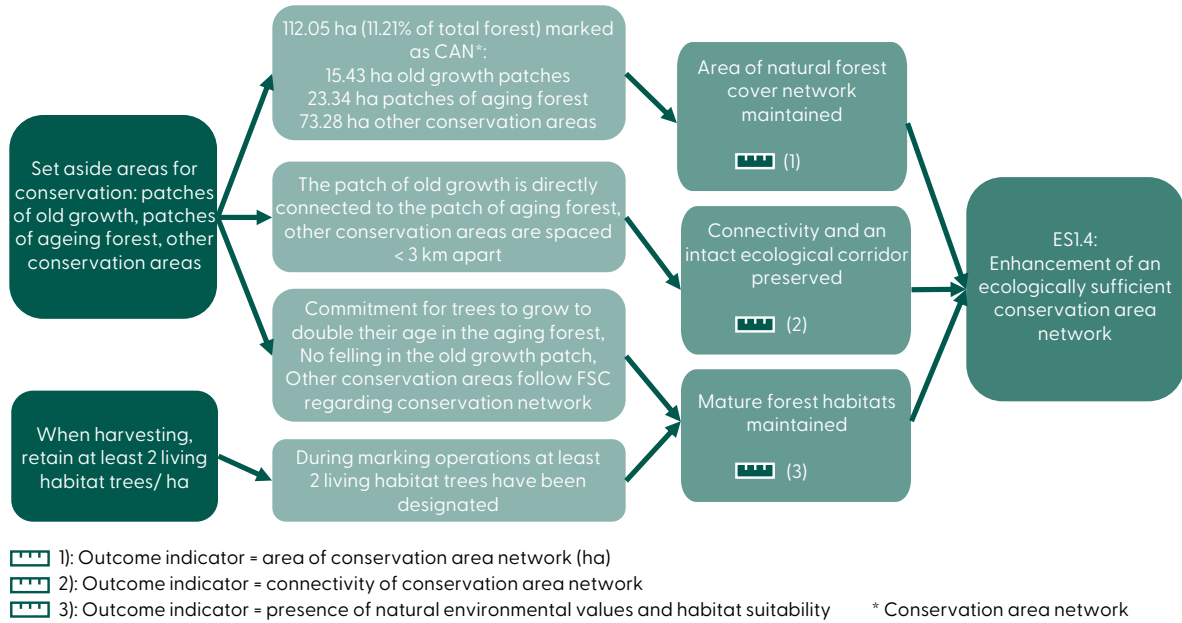 Set aside areas for
conservation: patches
of old growth, patches
of ageing forest, other
conservation areas
When harvesting,
retain at least 2 living
habitat trees/ ha
112.05 ha (11.21% of total forest) marked
as CAN*:
15.43 ha old growth patches
23.34 ha patches of aging forest
73.28 ha other conservation areas
The patch of old growth is directly
connected to the patch of aging forest,
other conservation areas are spaced
< 3 km apart
Commitment for trees to grow to
double their age in the aging forest,
No felling in the old growth patch,
Other conservation areas follow FSC
regarding conservation network
During marking operations at least
2 living habitat trees have been
designated
Area of natural forest
cover network
maintained
(1)
Connectivity and an
intact ecological corridor
preserved
(2)
Mature forest habitats
maintained
(3)
ES1.4:
Enhancement of an
ecologically sufficient
conservation area
network
1): Outcome indicator = area of conservation area network (ha)
2): Outcome indicator = connectivity of conservation area network
3): Outcome indicator = presence of natural environmental values and habitat suitability
* Conservation area network